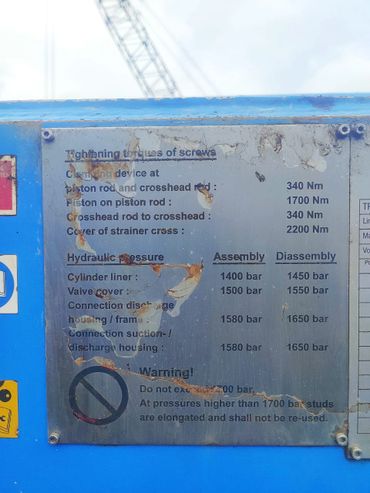 Tightening torques of screws
Clamping device at
piston rod and crosshead rod : 340 Nm
Piston on piston rod : 1700 Nm
Crosshead rod to crosshead : 340 Nm
Cover of strainer cross : 2200 Nm
Hydraulic pressure Assembly Diassembly
Cylinder liner : 1400 bar 1450 bar
Valve cover : 1500 bar 1550 bar
Connection discharge
housing / frame : 1580 bar 1650 bar
Connection suction- /
discharge housing : 1580 bar 1650 bar
Warning!
Do not exceed bar.
At pressures higher than 1700 bar studs
are elongated and shall not be re-used.